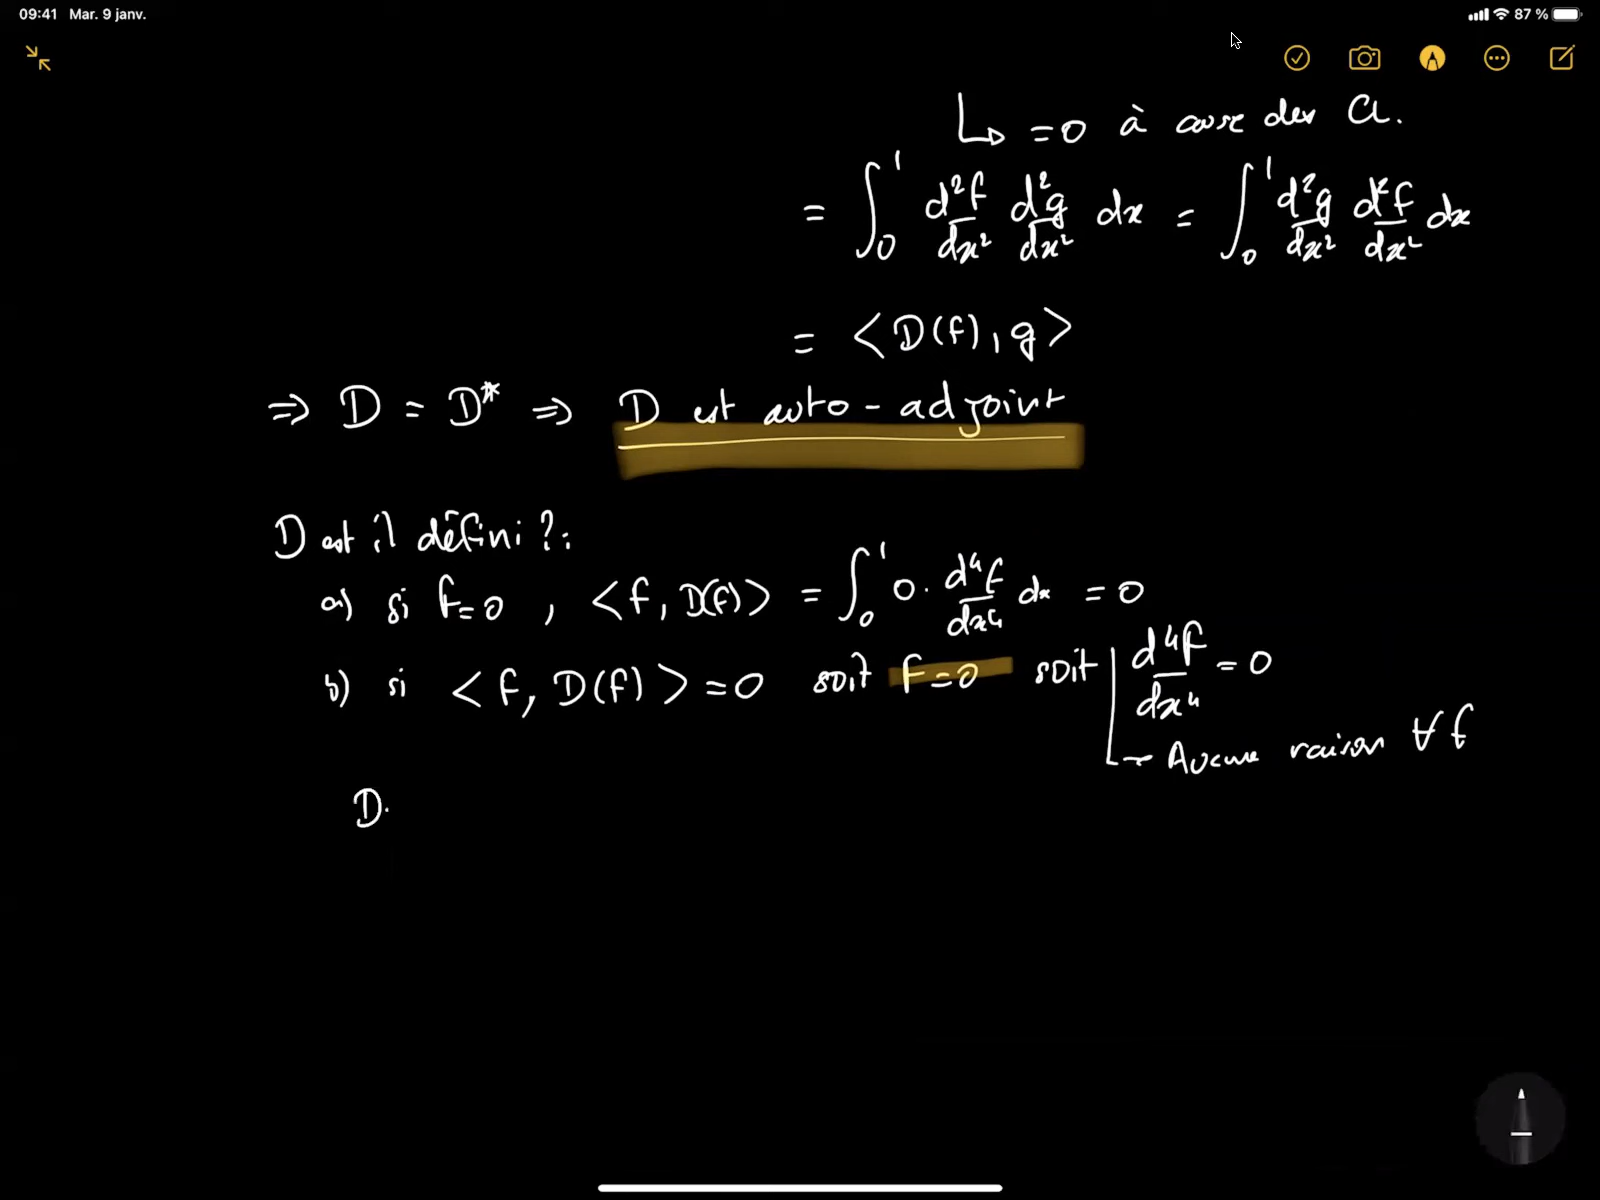 09:41 Mar. 9 janv. 87 %
↳ =0 à cause des CL.
= ∫₀¹ d²f/dx² d²g/dx² dx = ∫₀¹ d²g/dx² d²f/dx² dx
= <D(f), g>
⇒ D = D* ⇒ D est auto-adjoint
D est il défini ?:
a) si f=0 , <f, D(f)> = ∫₀¹ 0. d⁴f/dx⁴ dx = 0
b) si <f, D(f)> =0 soit f=0 soit d⁴f/dx⁴ = 0
→ Aucune raison ∀ f
D.